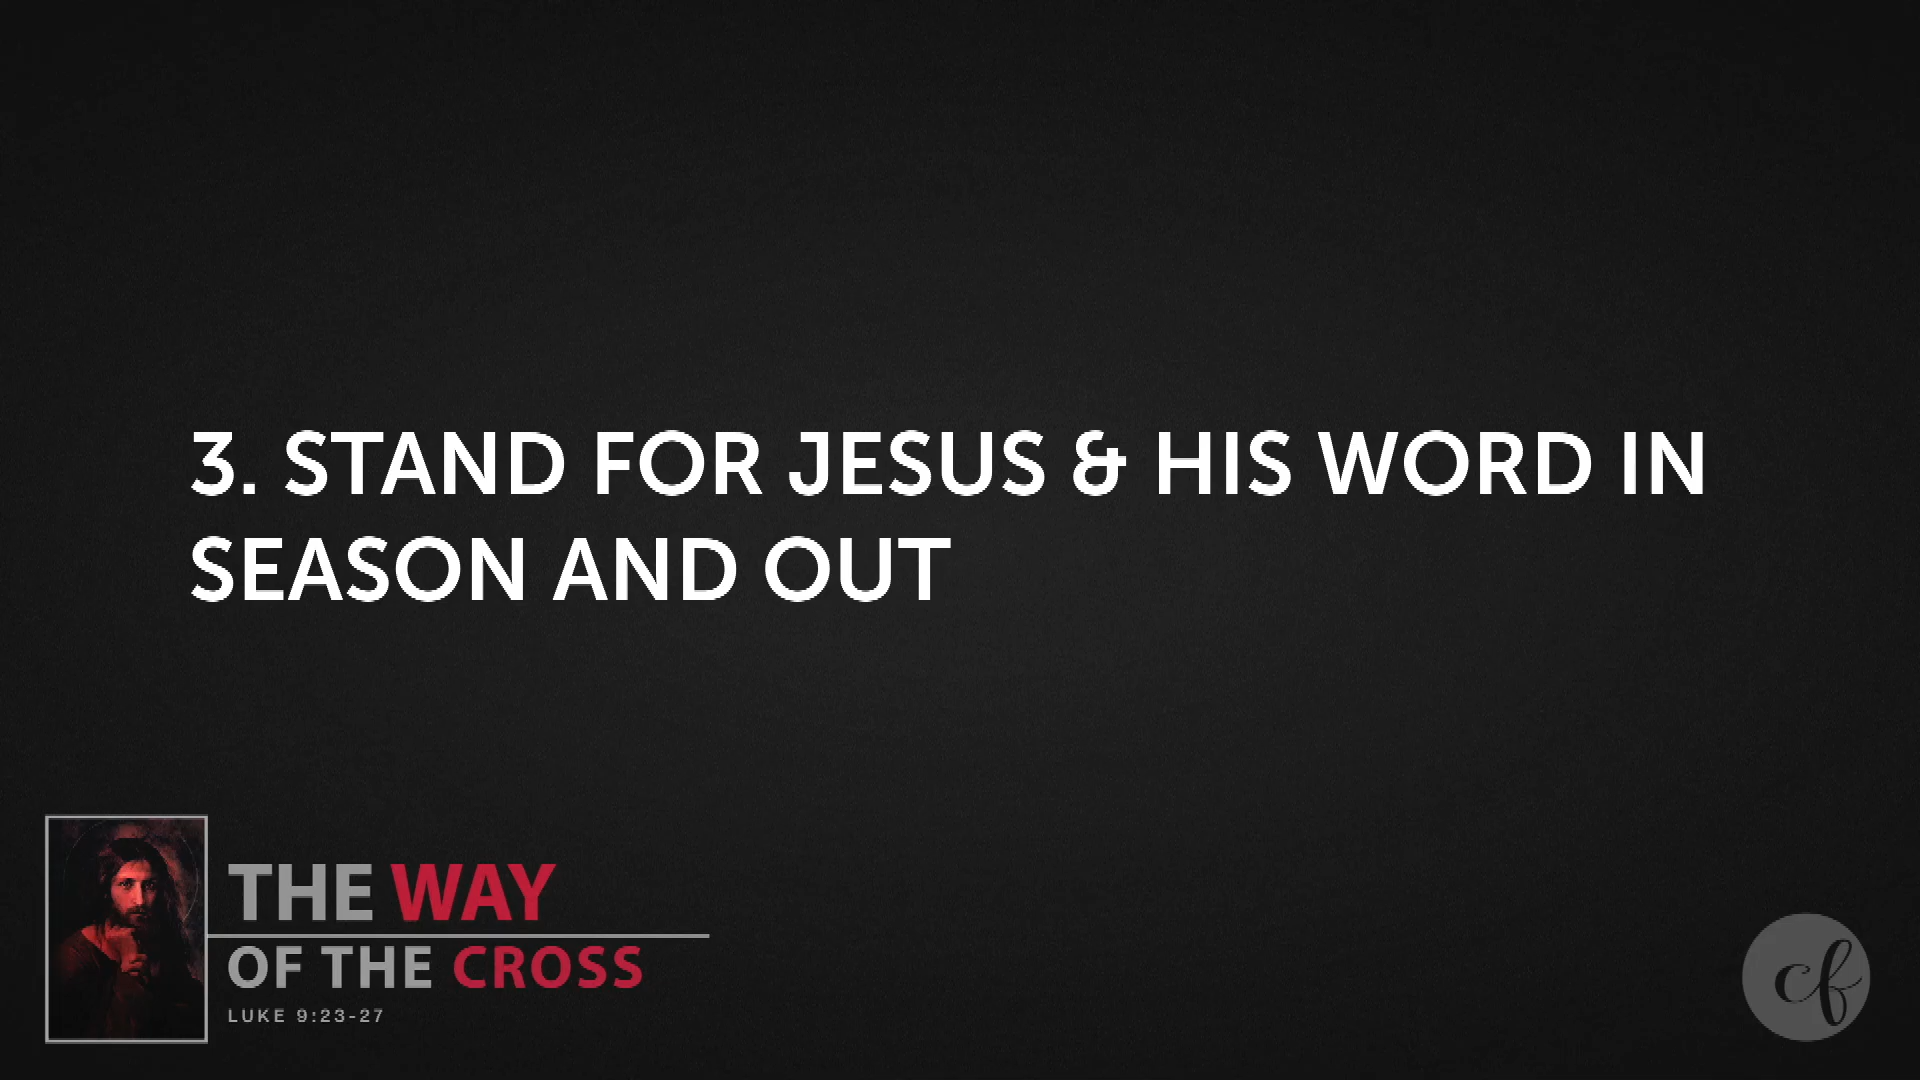 3. STAND FOR JESUS & HIS WORD IN
SEASON AND OUT
THE WAY
OF THE CROSS
LUKE 9:23-27
cf